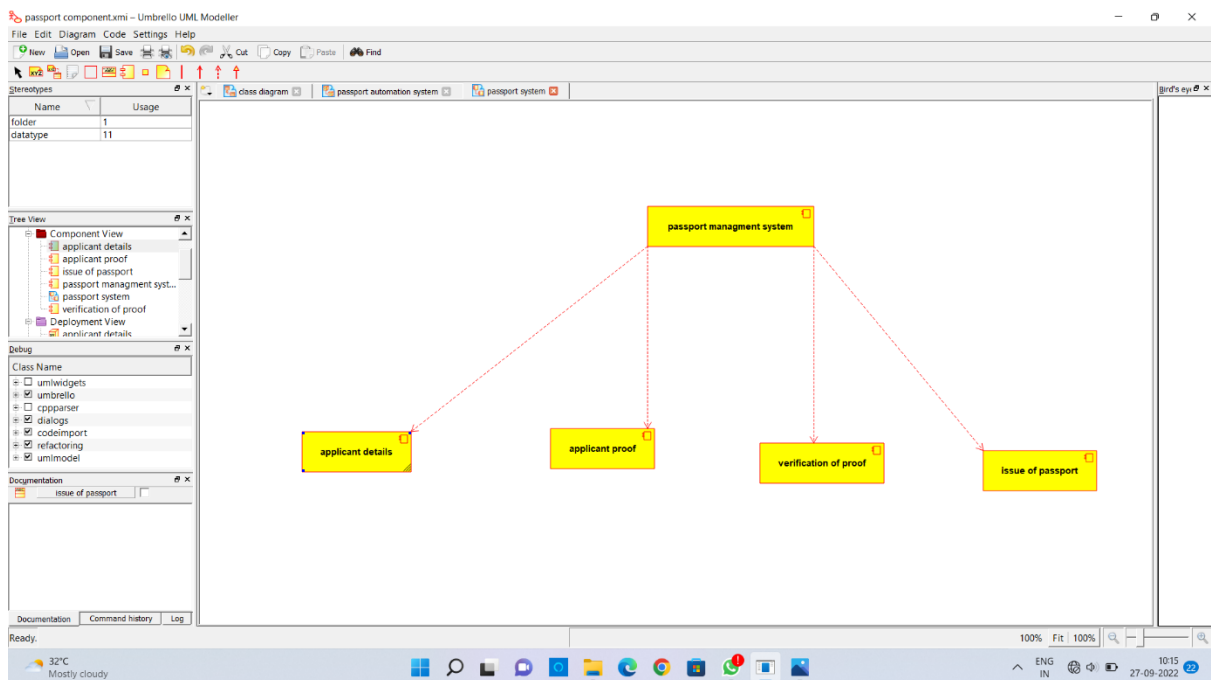 passport component.xmi – Umbrello UML Modeller
File Edit Diagram Code Settings Help
New Open Save Cut Copy Paste Find
XYZ
Stereotypes
class diagram passport automation system passport system
Bird's eye
Name Usage
folder 1
datatype 11
Tree View
Component View
applicant details
applicant proof
issue of passport
passport managment syst...
passport system
verification of proof
Deployment View
applicant details
Debug
Class Name
umlwidgets
umbrello
cppparser
dialogs
codeimport
refactoring
umlmodel
Documentation
issue of passport
passport managment system
applicant details
applicant proof
verification of proof
issue of passport
Documentation Command history Log
Ready.
100% Fit 100%
32°C
Mostly cloudy
ENG
IN
10:15
27-09-2022
22